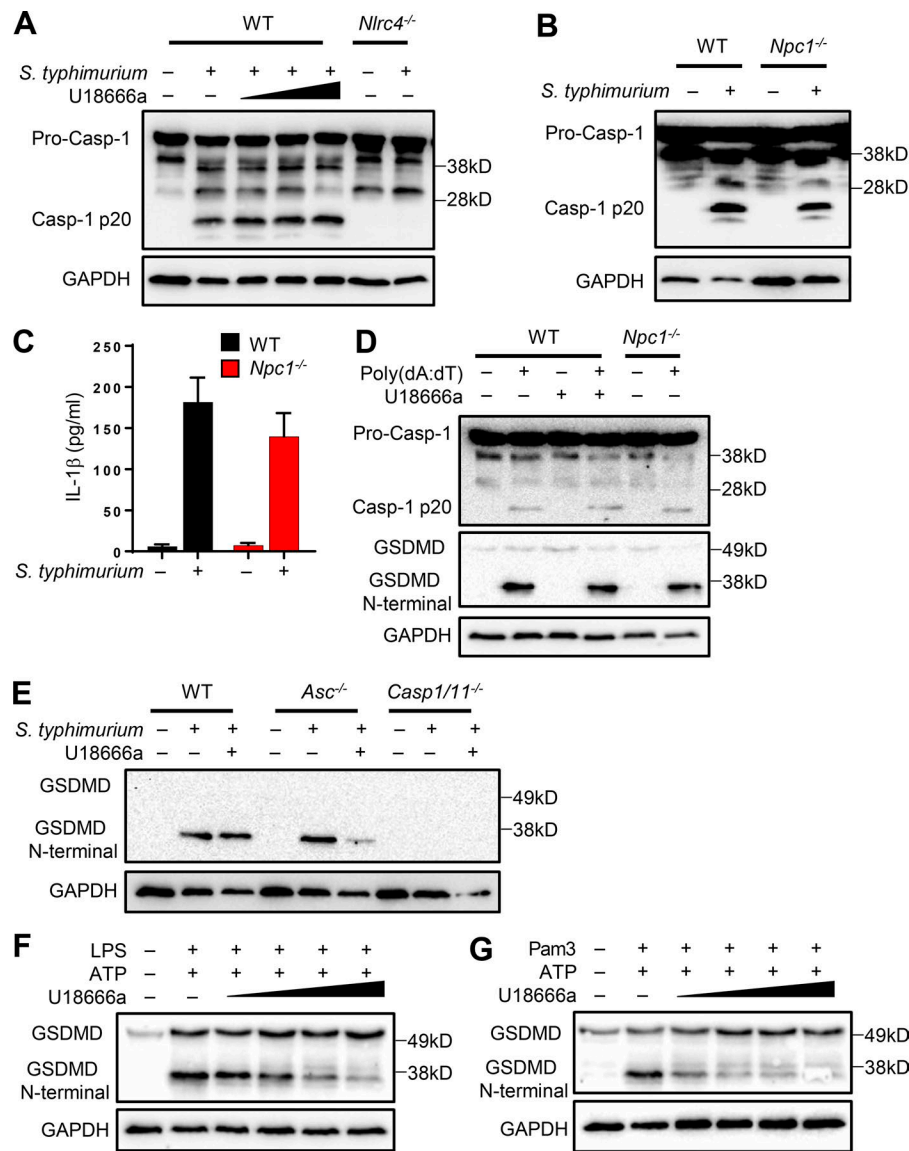 A
WT Nlrc4-/-
S. typhimurium – + + + + – +
U18666a – – – –
Pro-Casp-1
38kD
28kD
Casp-1 p20
GAPDH
B
WT Npc1-/-
S. typhimurium – + – +
Pro-Casp-1
38kD
28kD
Casp-1 p20
GAPDH
C
WT
Npc1-/-
IL-1β (pg/ml)
250
200
150
100
50
0
S. typhimurium – + – +
D
WT Npc1-/-
Poly(dA:dT) – + – + – +
U18666a – – + + – –
Pro-Casp-1
38kD
28kD
Casp-1 p20
GSDMD
49kD
GSDMD
N-terminal
38kD
GAPDH
E
WT Asc-/- Casp1/11-/-
S. typhimurium – + + – + + – + +
U18666a – – + – – + – – +
GSDMD
49kD
GSDMD
N-terminal
38kD
GAPDH
F
LPS – + + + + +
ATP – + + + + +
U18666a – –
GSDMD
49kD
GSDMD
N-terminal
38kD
GAPDH
G
Pam3 – + + + + +
ATP – + + + + +
U18666a – –
GSDMD
49kD
GSDMD
N-terminal
38kD
GAPDH